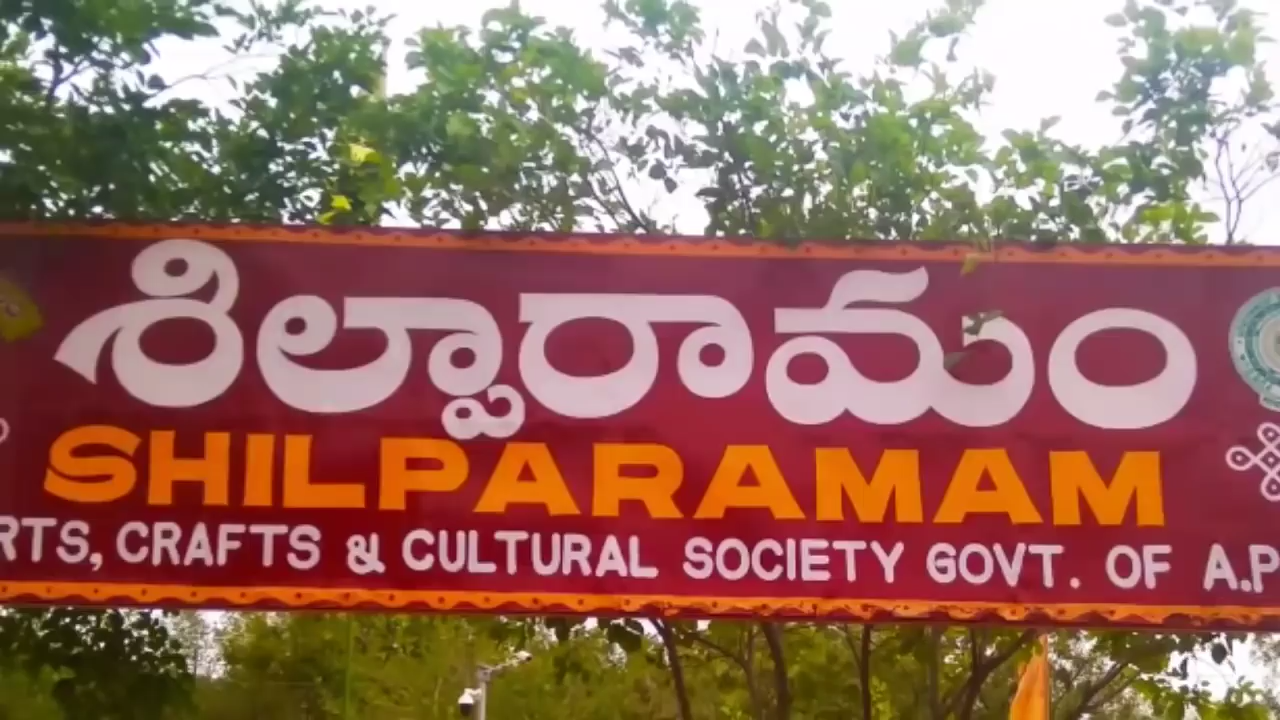 శిల్పారామం
SHILPARAMAM
RTS, CRAFTS & CULTURAL SOCIETY GOVT. OF A.P